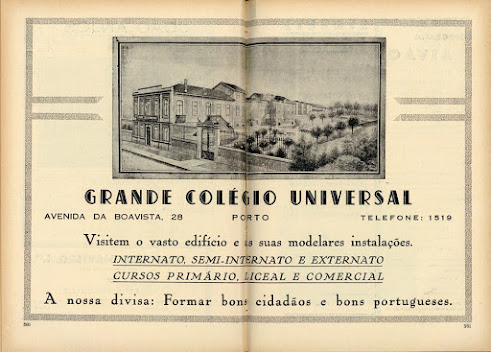 GRANDE COLÉGIO UNIVERSAL
AVENIDA DA BOAVISTA, 28 PORTO TELEFONE: 1519
Visitem o vasto edifício e as suas modelares instalações.
INTERNATO, SEMI-INTERNATO E EXTERNATO
CURSOS PRIMÁRIO, LICEAL E COMERCIAL
A nossa divisa: Formar bons cidadãos e bons portugueses.